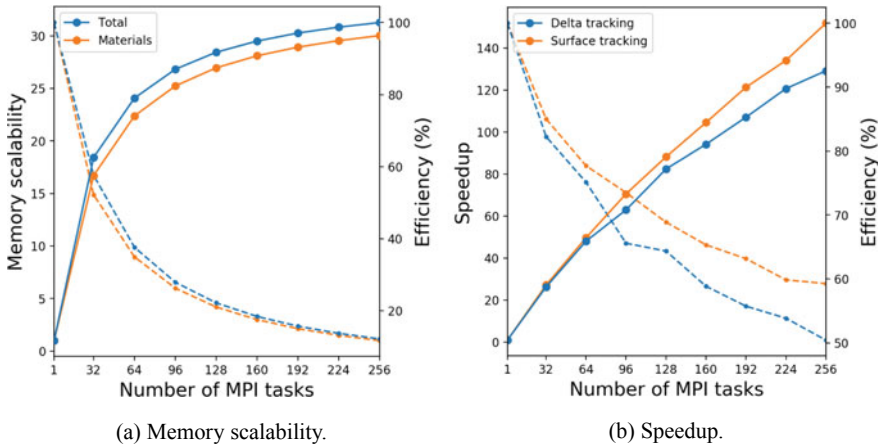 Total
Materials
30
25
20
15
10
5
0
Memory scalability
100
80
60
40
20
Efficiency (%)
1 32 64 96 128 160 192 224 256
Number of MPI tasks
(a) Memory scalability.
Delta tracking
Surface tracking
140
120
100
80
60
40
20
0
Speedup
100
90
80
70
60
50
Efficiency (%)
1 32 64 96 128 160 192 224 256
Number of MPI tasks
(b) Speedup.